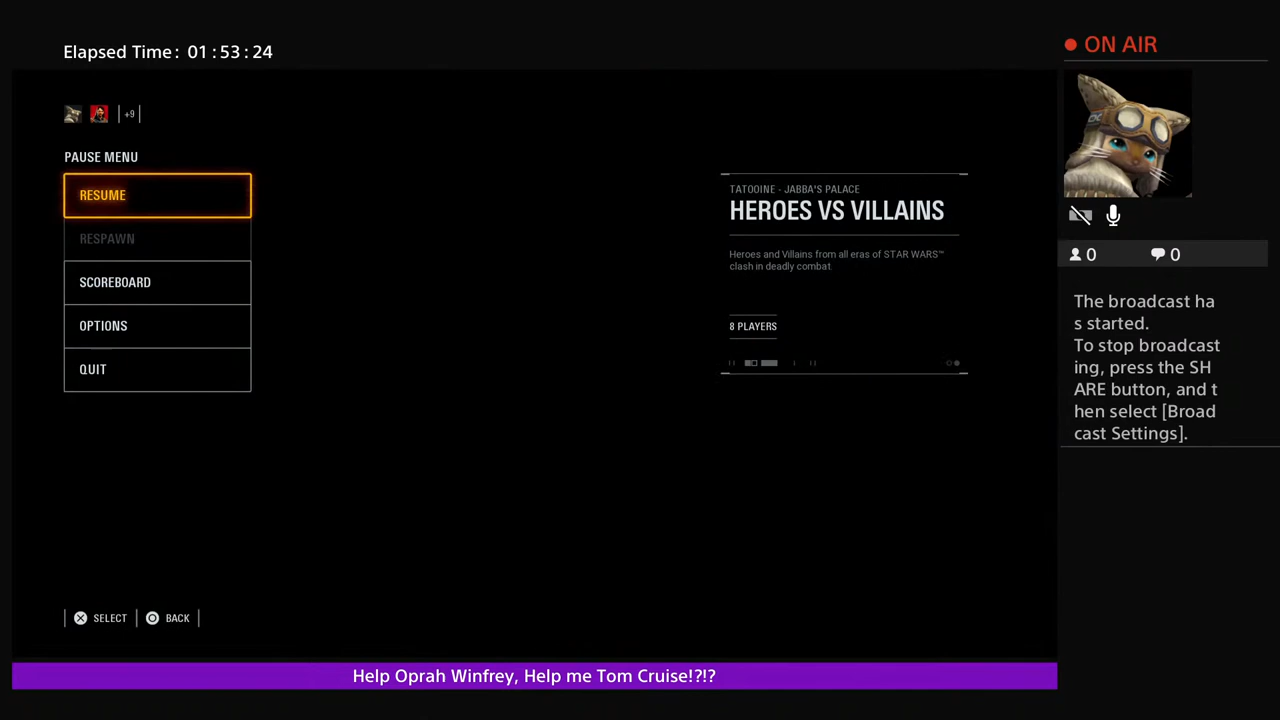 Elapsed Time: 01:53:24
ON AIR
+9
PAUSE MENU
RESUME
RESPAWN
SCOREBOARD
OPTIONS
QUIT
TATOOINE - JABBA'S PALACE
HEROES VS VILLAINS
Heroes and Villains from all eras of STAR WARS™
clash in deadly combat.
8 PLAYERS
0
0
The broadcast ha
s started.
To stop broadcast
ing, press the SH
ARE button, and t
hen select [Broad
cast Settings].
SELECT
BACK
Help Oprah Winfrey, Help me Tom Cruise!?!?